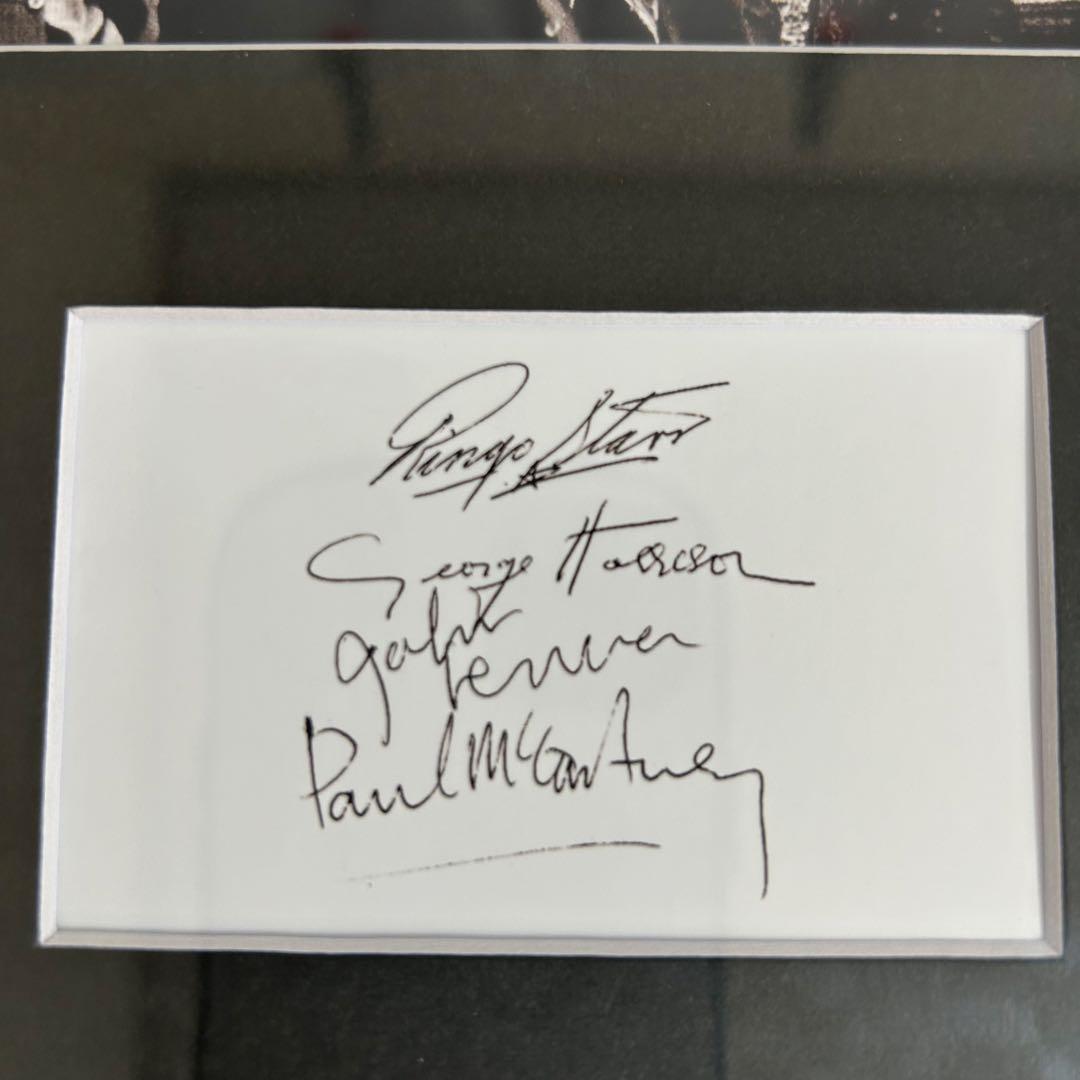 Ringo Starr
George Harrison
John
Lennon
Paul McCartney